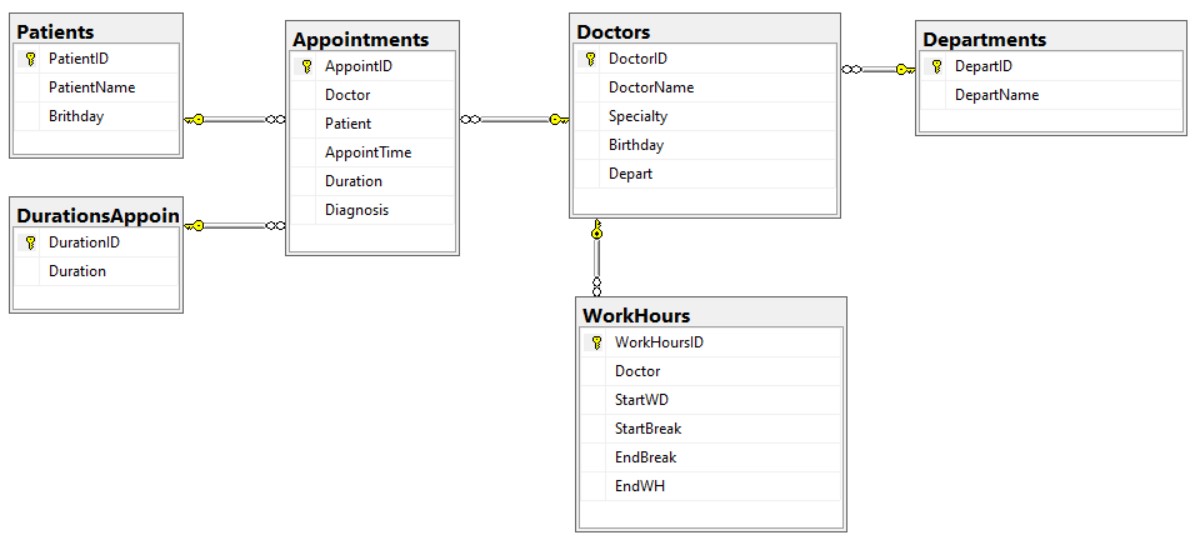 Patients
PatientID
PatientName
Brithday
DurationsAppoin
DurationID
Duration
Appointments
AppointID
Doctor
Patient
AppointTime
Duration
Diagnosis
Doctors
DoctorID
DoctorName
Specialty
Birthday
Depart
WorkHours
WorkHoursID
Doctor
StartWD
StartBreak
EndBreak
EndWH
Departments
DepartID
DepartName